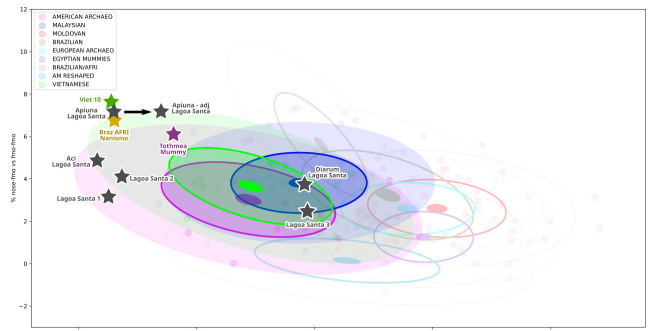 12
10
8
6
4
2
0
−2
% nose-fmo vs fmo-fmo
AMERICAN ARCHAEO
MALAYSIAN
MOLDOVAN
BRAZILIAN
EUROPEAN ARCHAEO
EGYPTIAN MUMMIES
BRAZILIAN/AFRI
AM RESHAPED
VIETNAMESE
Viet 10
Apiuna
Lagoa Santa
Apiuna - adj
Lagoa Santa
Braz AFRI
Nanismo
Tothmea
Mummy
Aci
Lagoa Santa
Lagoa Santa 2
Diarum
Lagoa Santa
Lagoa Santa 1
Lagoa Santa 3